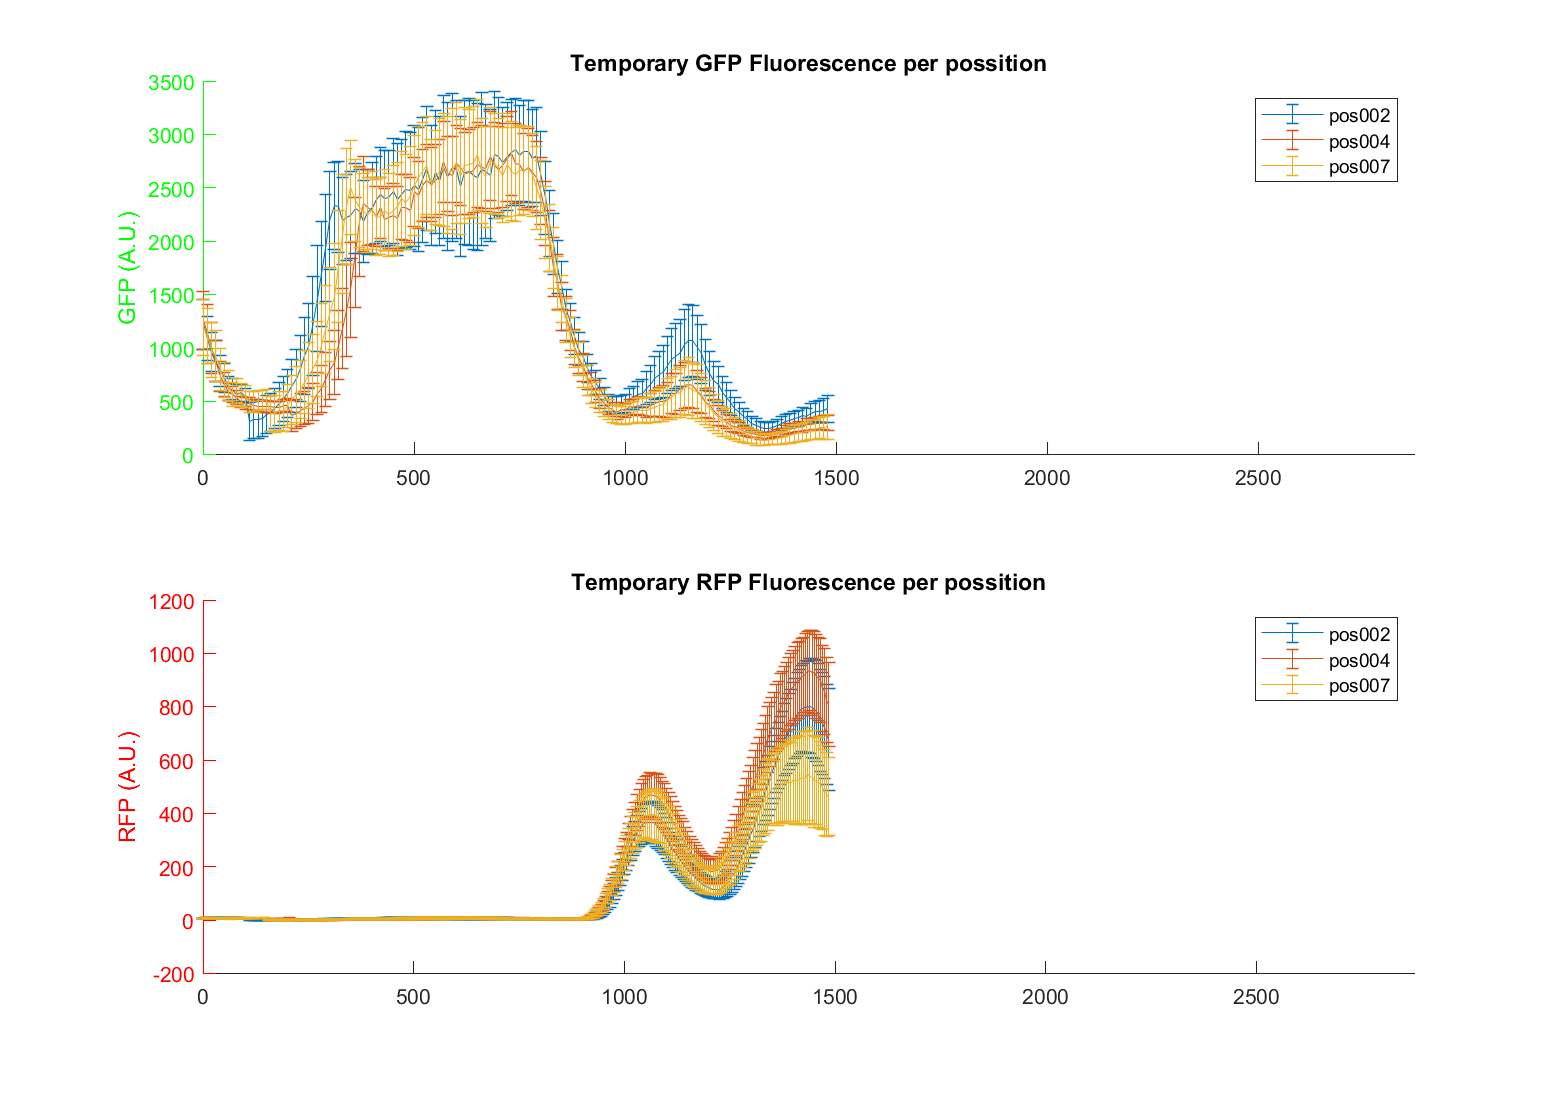 Temporary GFP Fluorescence per possition
3500
3000
2500
2000
1500
1000
500
0
GFP (A.U.)
0 500 1000 1500 2000 2500
pos002
pos004
pos007
Temporary RFP Fluorescence per possition
1200
1000
800
600
400
200
0
-200
RFP (A.U.)
0 500 1000 1500 2000 2500
pos002
pos004
pos007